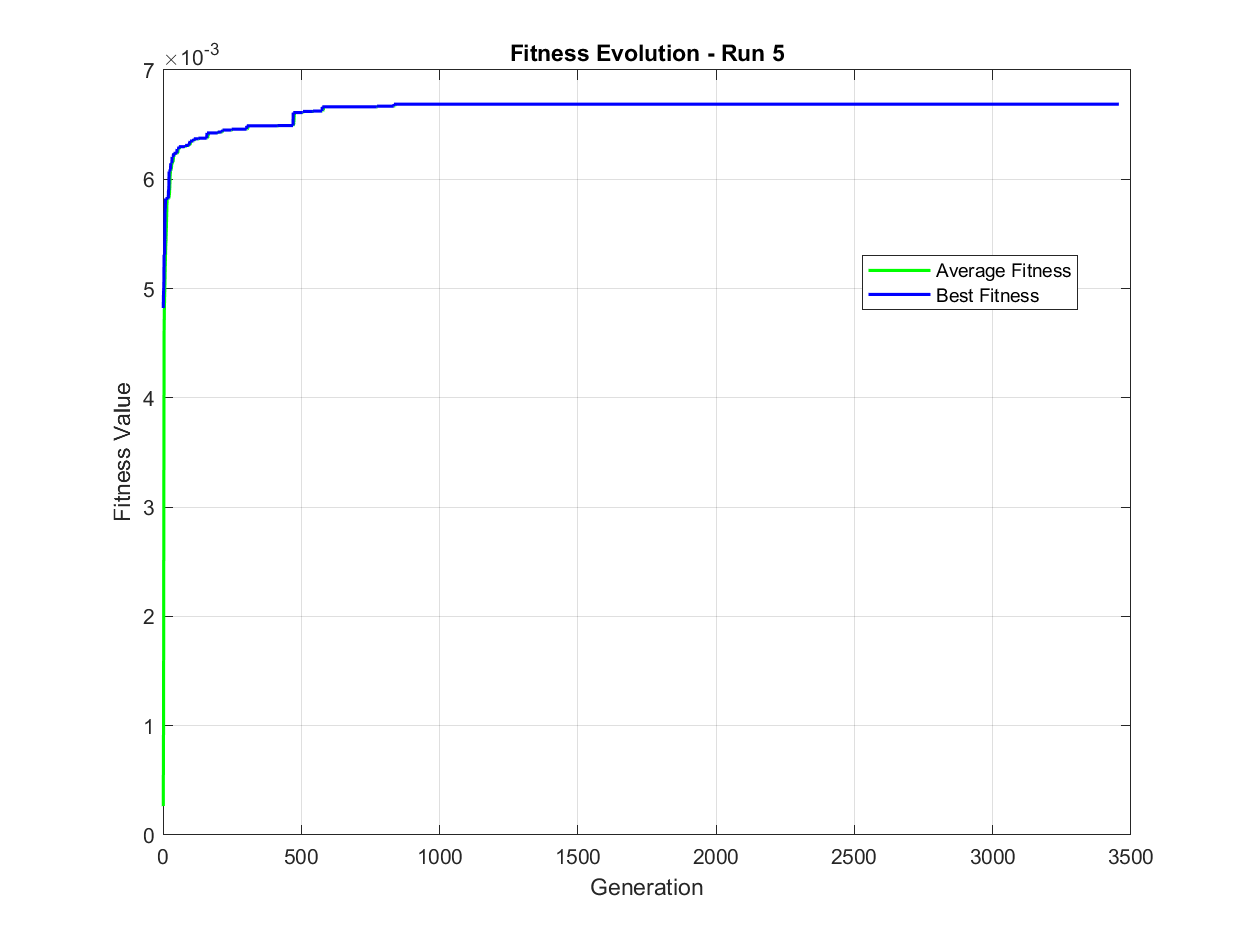 Fitness Evolution - Run 5
×10⁻³
7
6
5
4
3
2
1
0
Fitness Value
Average Fitness
Best Fitness
0 500 1000 1500 2000 2500 3000 3500
Generation